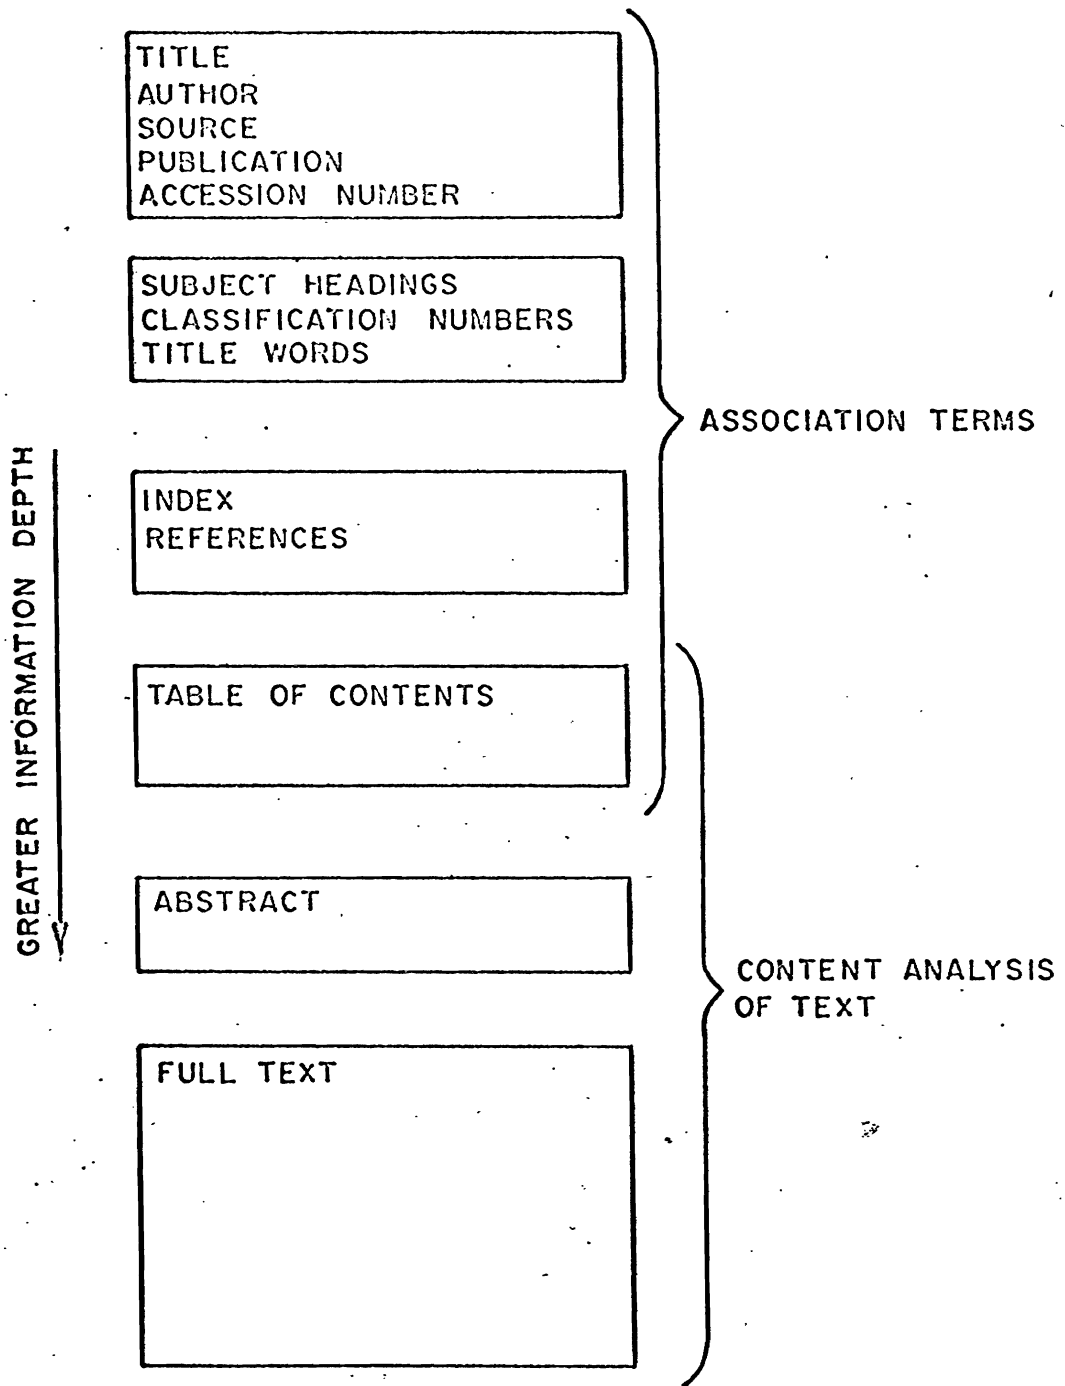 TITLE
AUTHOR
SOURCE
PUBLICATION
ACCESSION NUMBER
SUBJECT HEADINGS
CLASSIFICATION NUMBERS
TITLE WORDS
ASSOCIATION TERMS
GREATER INFORMATION DEPTH
INDEX
REFERENCES
TABLE OF CONTENTS
ABSTRACT
CONTENT ANALYSIS
OF TEXT
FULL TEXT